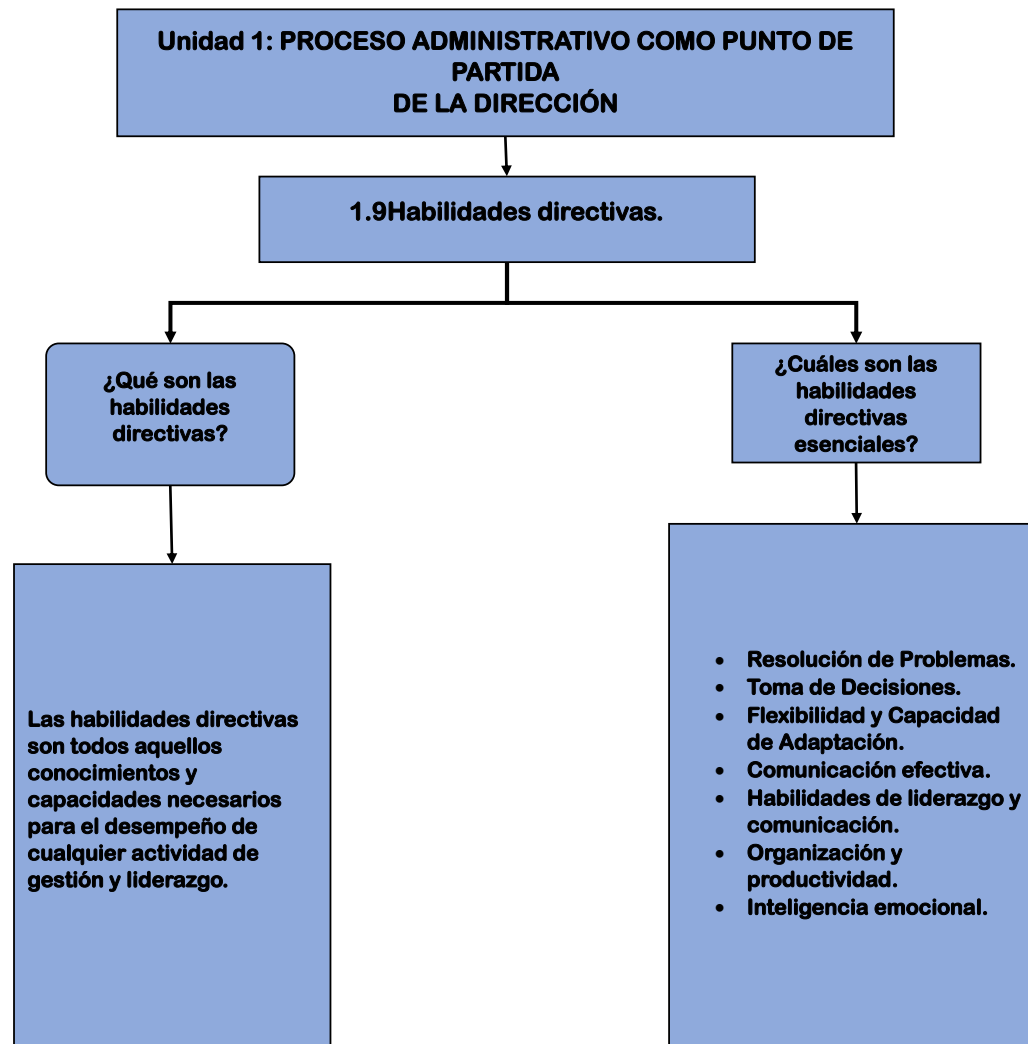 Unidad 1: PROCESO ADMINISTRATIVO COMO PUNTO DE
PARTIDA
DE LA DIRECCIÓN
1.9Habilidades directivas.
¿Qué son las
habilidades
directivas?
Las habilidades directivas
son todos aquellos
conocimientos y
capacidades necesarios
para el desempeño de
cualquier actividad de
gestión y liderazgo.
¿Cuáles son las
habilidades
directivas
esenciales?
• Resolución de Problemas.
• Toma de Decisiones.
• Flexibilidad y Capacidad
de Adaptación.
• Comunicación efectiva.
• Habilidades de liderazgo y
comunicación.
• Organización y
productividad.
• Inteligencia emocional.